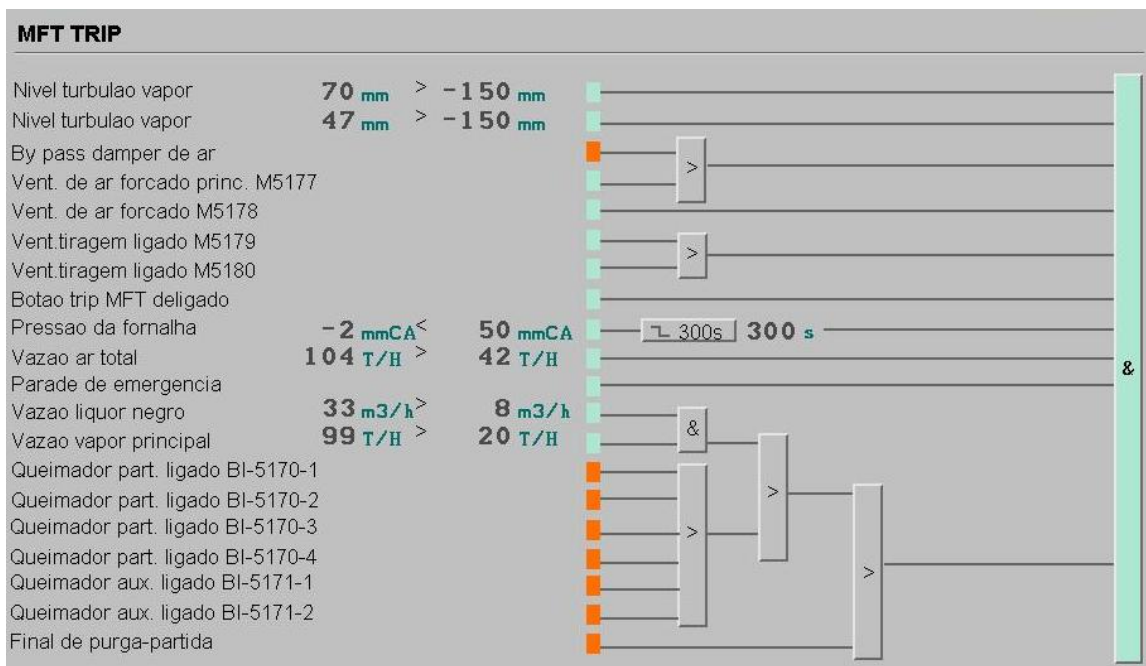 MFT TRIP
Nivel turbulao vapor 70 mm > -150 mm
Nivel turbulao vapor 47 mm > -150 mm
By pass damper de ar
>
Vent. de ar forcado princ. M5177
Vent. de ar forcado M5178
Vent.tiragem ligado M5179
>
Vent.tiragem ligado M5180
Botao trip MFT deligado
Pressao da fornalha -2 mmCA < 50 mmCA 300s 300 s
Vazao ar total 104 T/H > 42 T/H
&
Parade de emergencia
Vazao liquor negro 33 m3/h > 8 m3/h
&
Vazao vapor principal 99 T/H > 20 T/H
Queimador part. ligado BI-5170-1
>
Queimador part. ligado BI-5170-2
Queimador part. ligado BI-5170-3
>
Queimador part. ligado BI-5170-4
>
Queimador aux. ligado BI-5171-1
Queimador aux. ligado BI-5171-2
Final de purga-partida